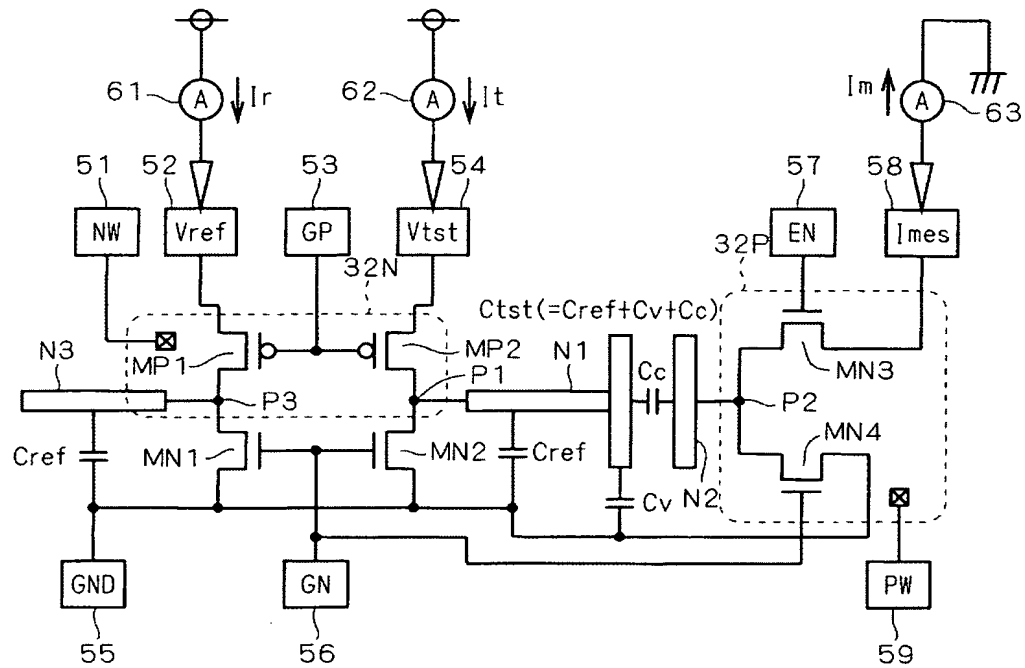 61 A Ir
62 A It
Im A 63
51 52 53 54 57 58
NW Vref GP Vtst EN Imes
32N 32P
Ctst(=Cref+Cv+Cc)
N3 MP1 MP2 N1 MN3
P3 P1 Cc P2
Cref MN1 MN2 Cref MN4
Cv N2
GND GN PW
55 56 59